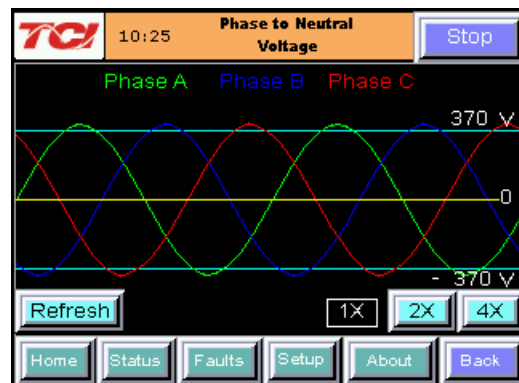 TCI 10:25 Phase to Neutral Voltage Stop
Phase A Phase B Phase C
370 V
0
- 370 V
Refresh 1X 2X 4X
Home Status Faults Setup About Back